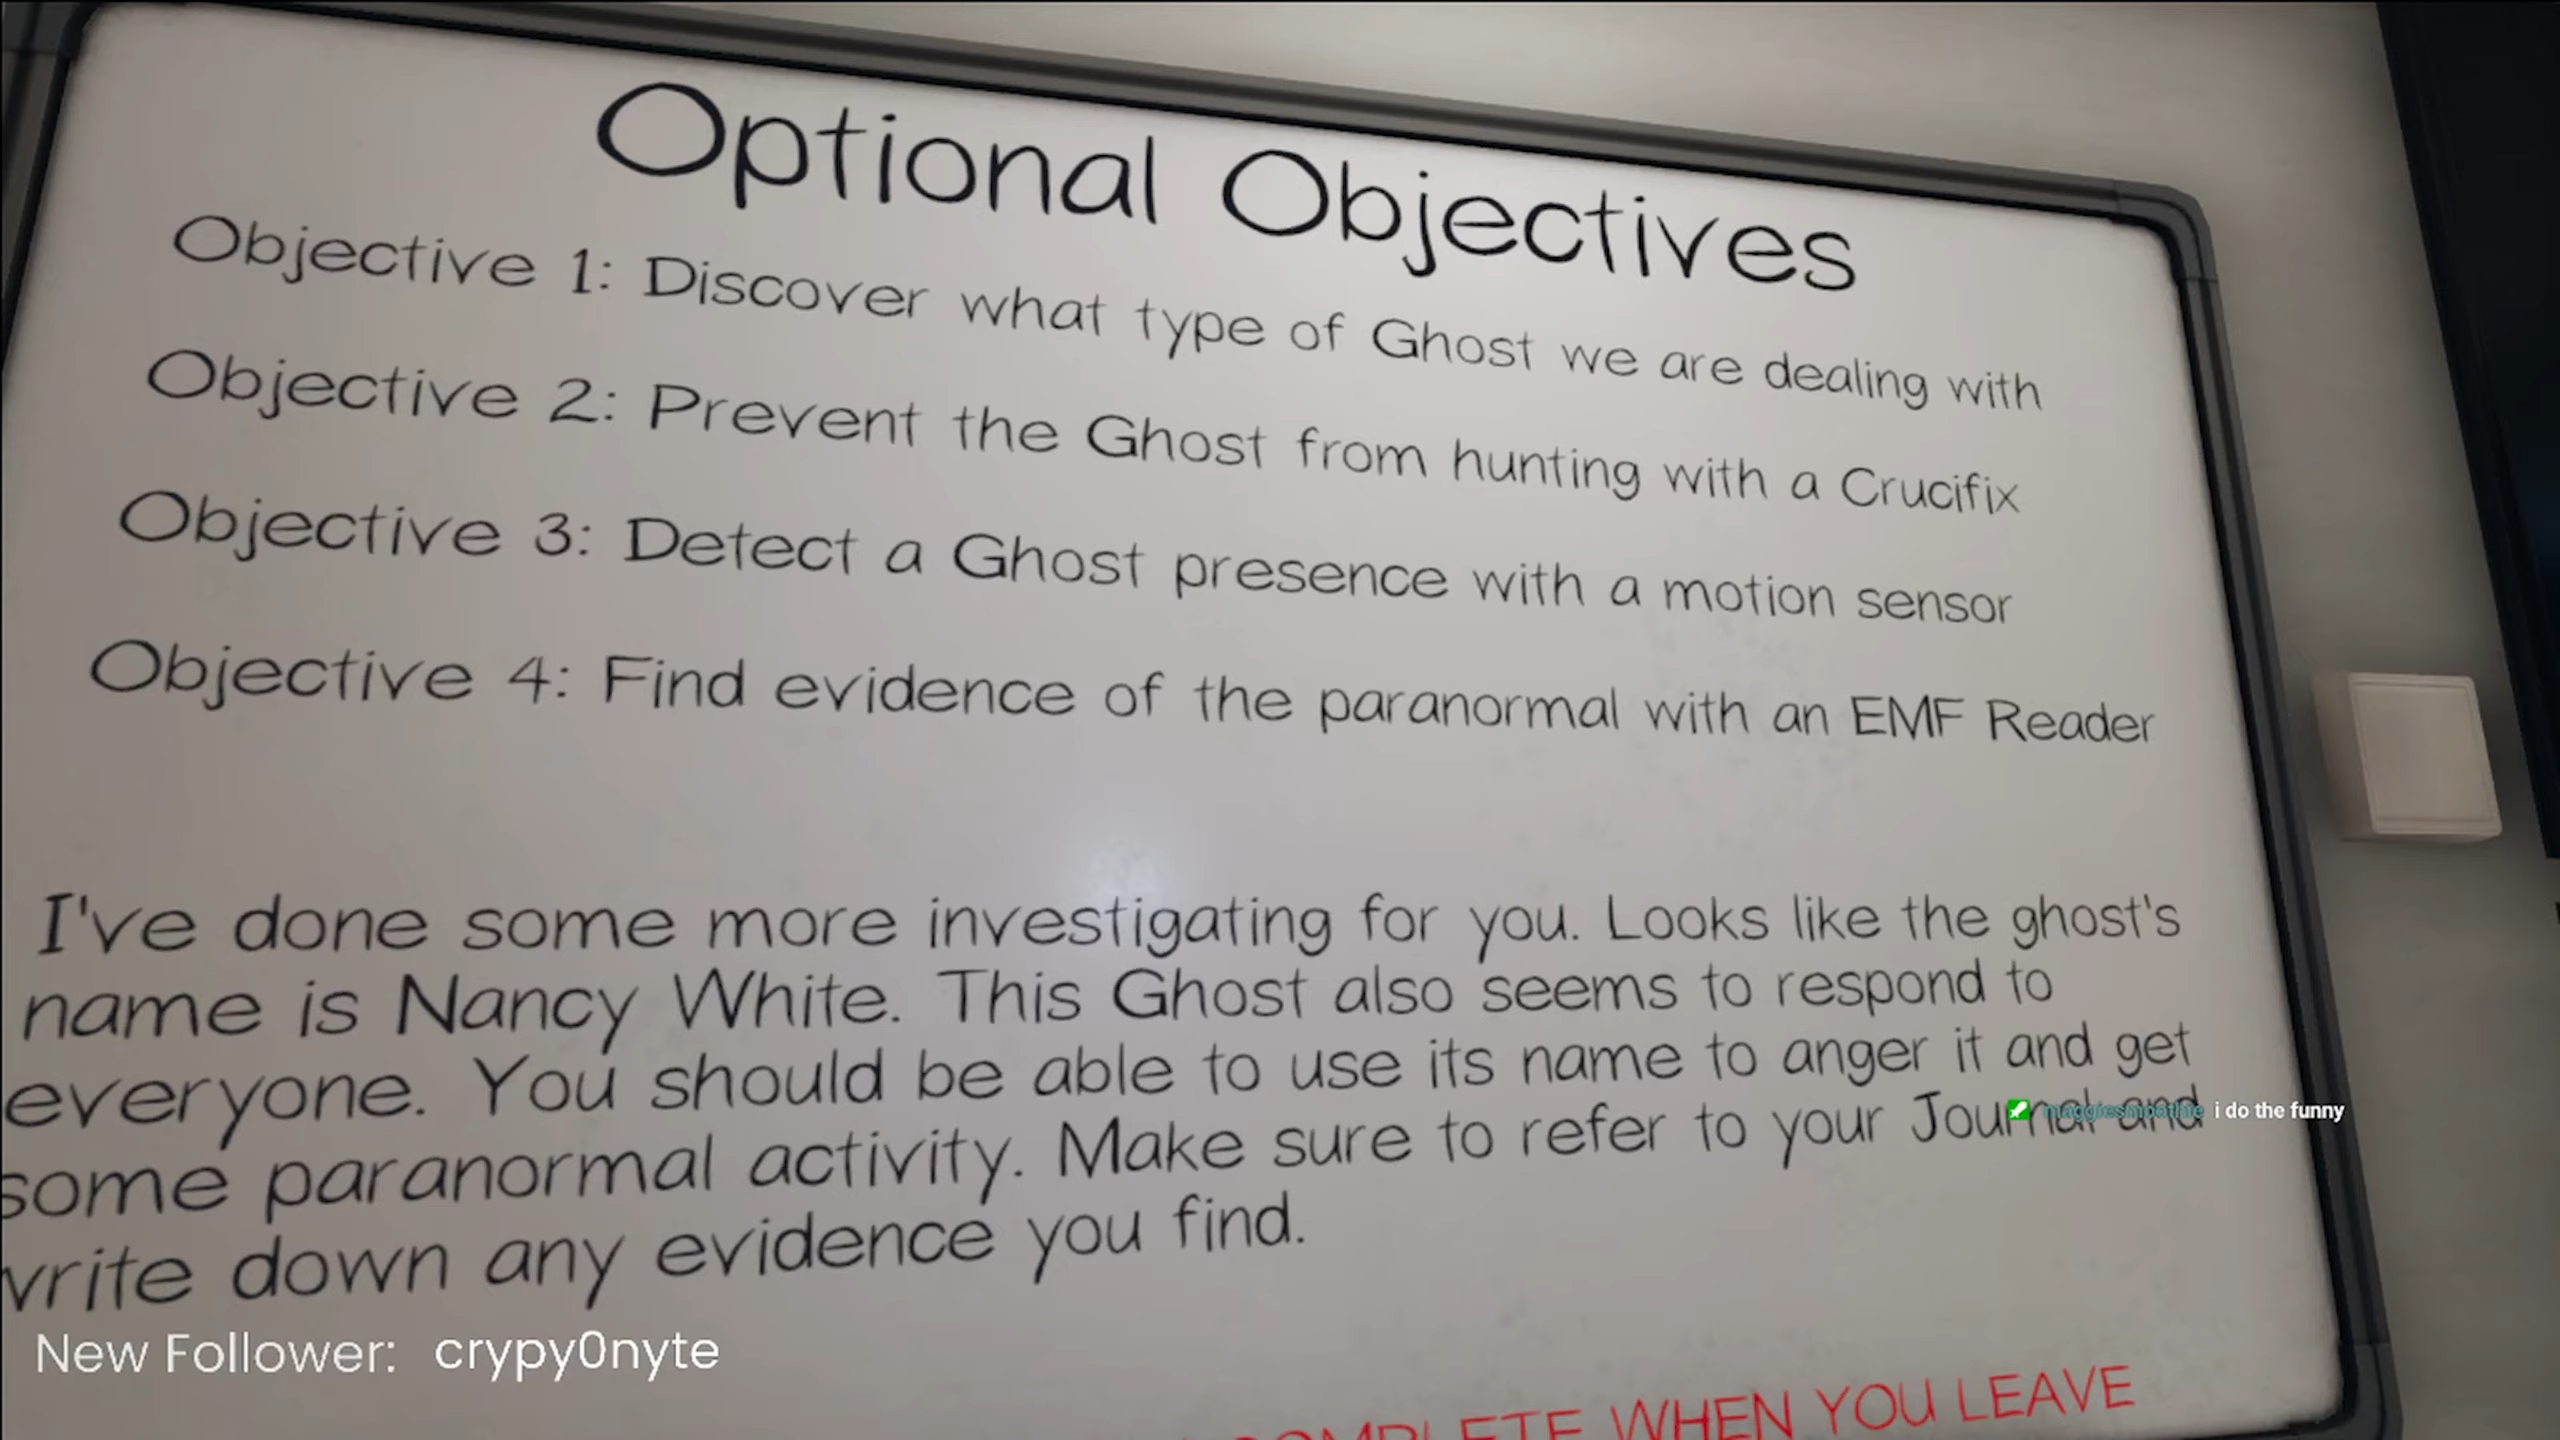 Optional Objectives
Objective 1: Discover what type of Ghost we are dealing with
Objective 2: Prevent the Ghost from hunting with a Crucifix
Objective 3: Detect a Ghost presence with a motion sensor
Objective 4: Find evidence of the paranormal with an EMF Reader
I've done some more investigating for you. Looks like the ghost's
name is Nancy White. This Ghost also seems to respond to
everyone. You should be able to use its name to anger it and get
some paranormal activity. Make sure to refer to your Journal and
write down any evidence you find.
i do the funny
New Follower: crypy0nyte
COMPLETE WHEN YOU LEAVE